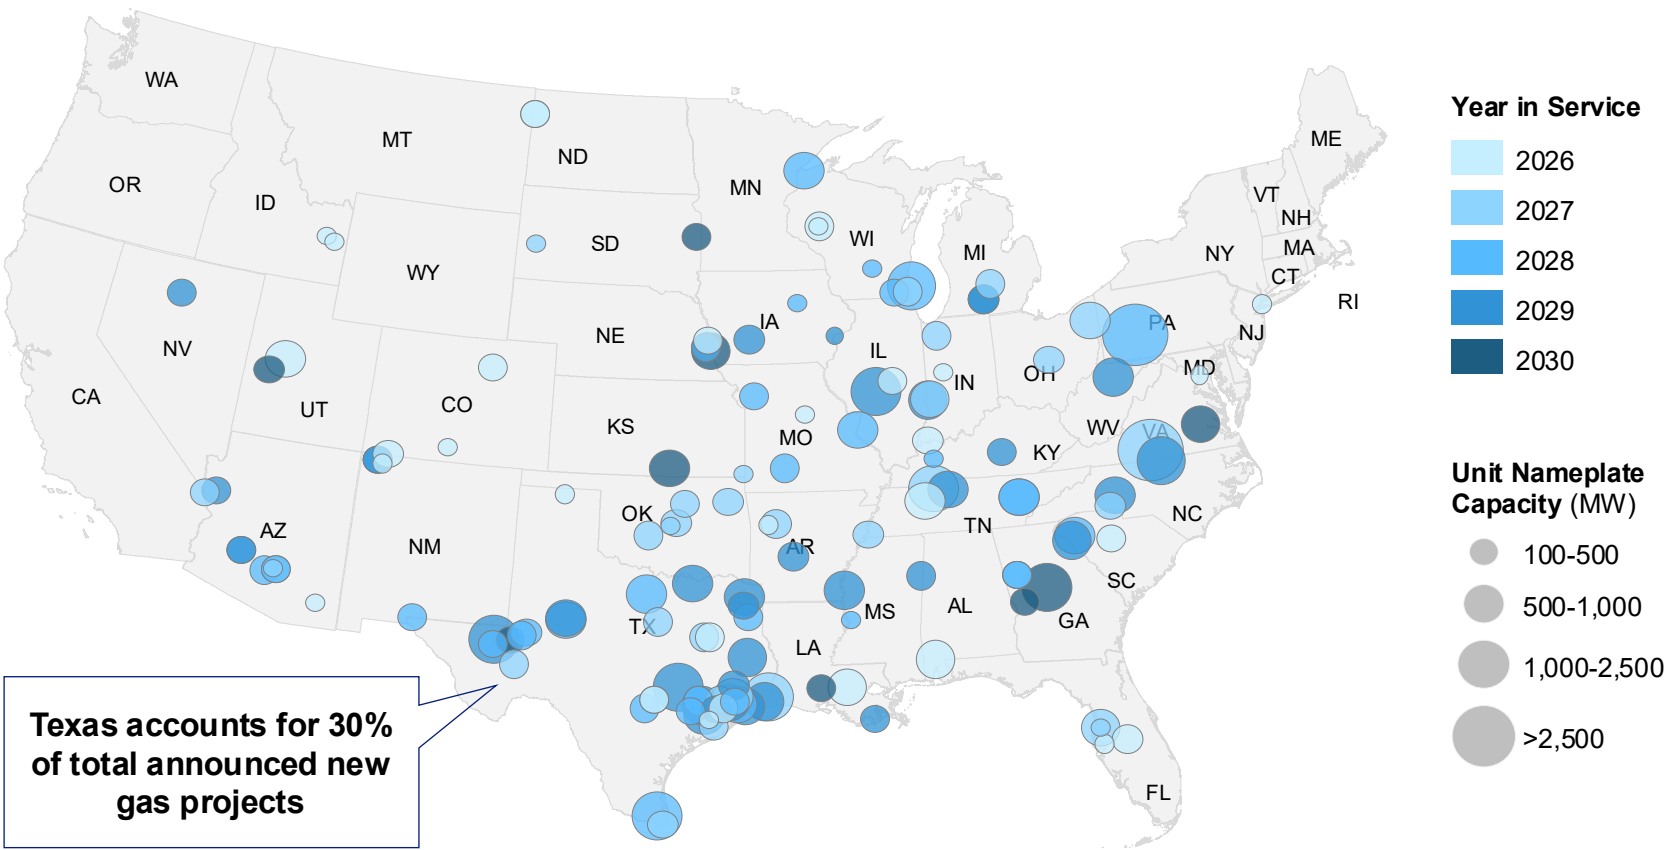 WA
MT
ND
OR
ID
MN
SD
WI
MI
WY
ME
VT
NH
NY
MA
CT
RI
NV
NE
IA
IL
PA
NJ
CA
UT
CO
KS
MO
IN
OH
MD
WV
VA
KY
AZ
NM
OK
AR
TN
NC
TX
LA
MS
AL
GA
SC
FL
Texas accounts for 30%
of total announced new
gas projects
Year in Service
2026
2027
2028
2029
2030
Unit Nameplate
Capacity (MW)
100-500
500-1,000
1,000-2,500
>2,500